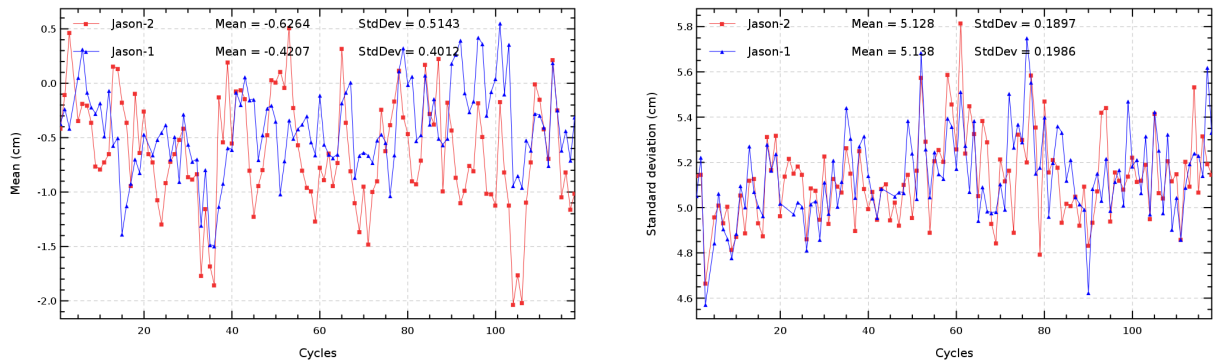 Jason-2 Mean = -0.6264 StdDev = 0.5143
Jason-1 Mean = -0.4207 StdDev = 0.4012
0.5
0.0
-0.5
-1.0
-1.5
-2.0
Mean (cm)
20 40 60 80 100
Cycles
Jason-2 Mean = 5.128 StdDev = 0.1897
Jason-1 Mean = 5.138 StdDev = 0.1986
5.8
5.6
5.4
5.2
5.0
4.8
4.6
Standard deviation (cm)
20 40 60 80 100
Cycles